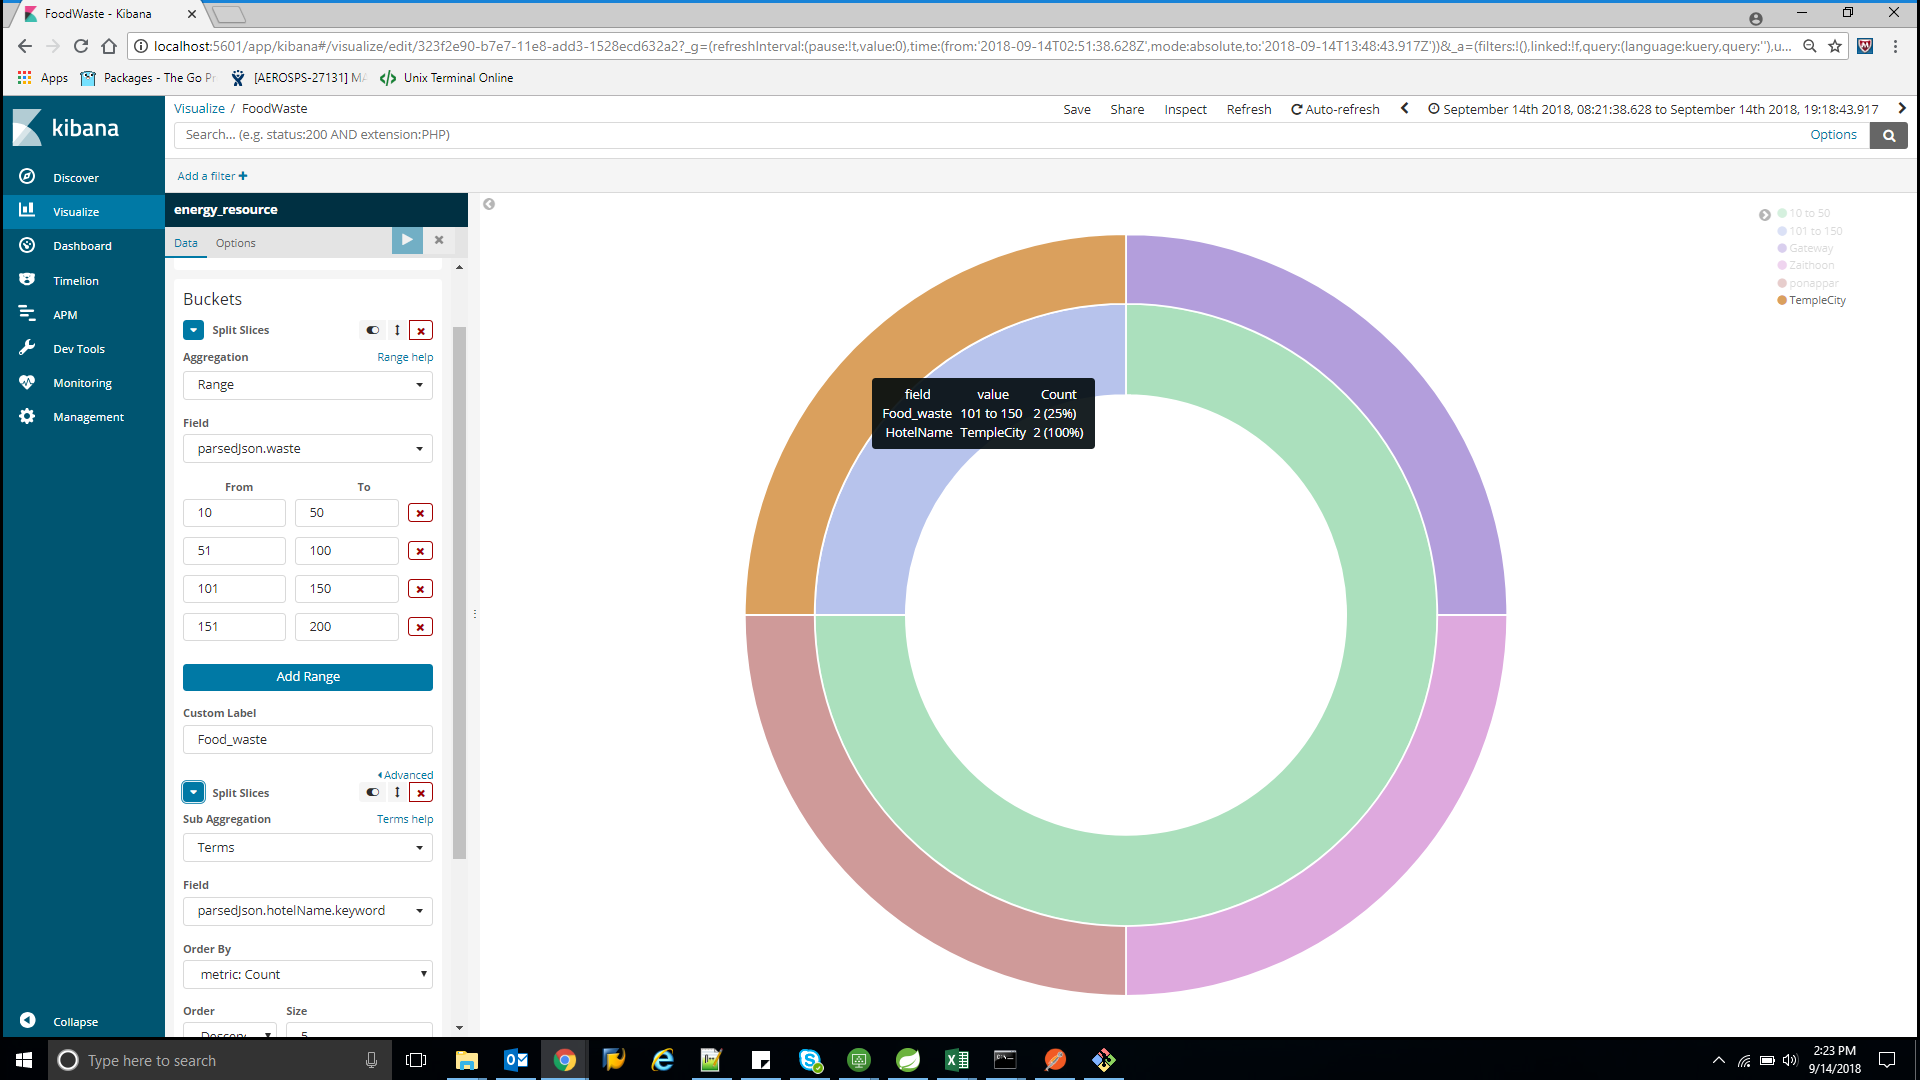 FoodWaste - Kibana
localhost:5601/app/kibana#/visualize/edit/323f2e90-b7e7-11e8-add3-1528ecd632a2?_g=(refreshInterval:(pause:!t,value:0),time:(from:'2018-09-14T02:51:38.628Z',mode:absolute,to:'2018-09-14T13:48:43.917Z'))&_a=(filters:!(),linked:!f,query:(language:kuery,query:''),u...
Apps Packages - The Go Pr [AEROSPS-27131] MA Unix Terminal Online
kibana
Visualize / FoodWaste
Save Share Inspect Refresh Auto-refresh September 14th 2018, 08:21:38.628 to September 14th 2018, 19:18:43.917
Search... (e.g. status:200 AND extension:PHP)
Options
Add a filter
Discover
Visualize
Dashboard
Timelion
APM
Dev Tools
Monitoring
Management
Collapse
energy_resource
Data Options
Buckets
Split Slices
Aggregation Range help
Range
Field
parsedJson.waste
From To
10 50
51 100
101 150
151 200
Add Range
Custom Label
Food_waste
Advanced
Split Slices
Sub Aggregation Terms help
Terms
Field
parsedJson.hotelName.keyword
Order By
metric: Count
Order Size
5
field value Count
Food_waste 101 to 150 2 (25%)
HotelName TempleCity 2 (100%)
10 to 50
101 to 150
Gateway
Zaithoon
ponappar
TempleCity
Type here to search
2:23 PM
9/14/2018